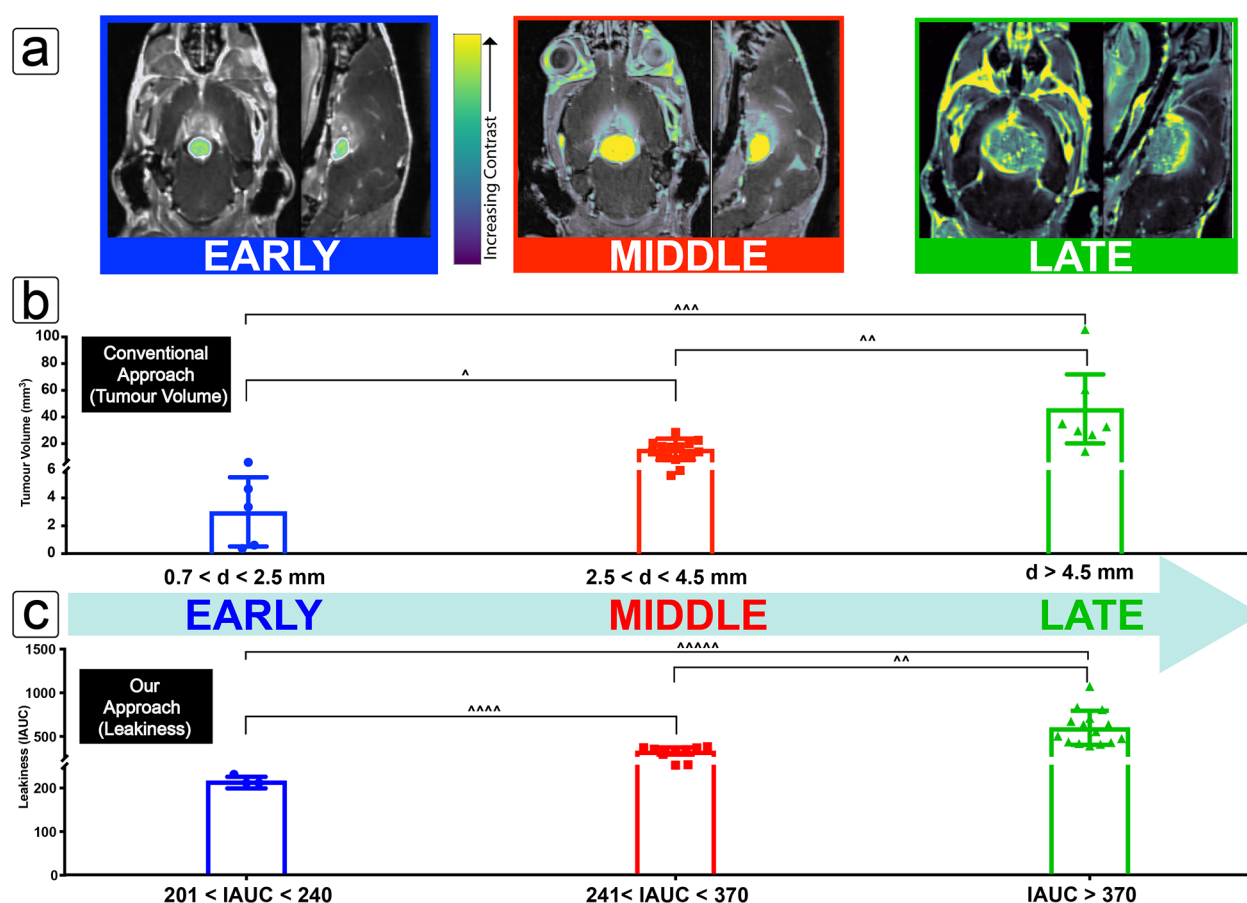 a
Increasing Contrast
EARLY
MIDDLE
LATE
b
^^^
^^
^
Conventional
Approach
(Tumour Volume)
Tumour Volume (mm³)
100
80
60
40
20
6
4
2
0
0.7 < d < 2.5 mm
2.5 < d < 4.5 mm
d > 4.5 mm
c
EARLY
MIDDLE
LATE
^^^^^
^^
^^^^
Our
Approach
(Leakiness)
Leakiness (IAUC)
1500
1000
500
200
100
0
201 < IAUC < 240
241< IAUC < 370
IAUC > 370